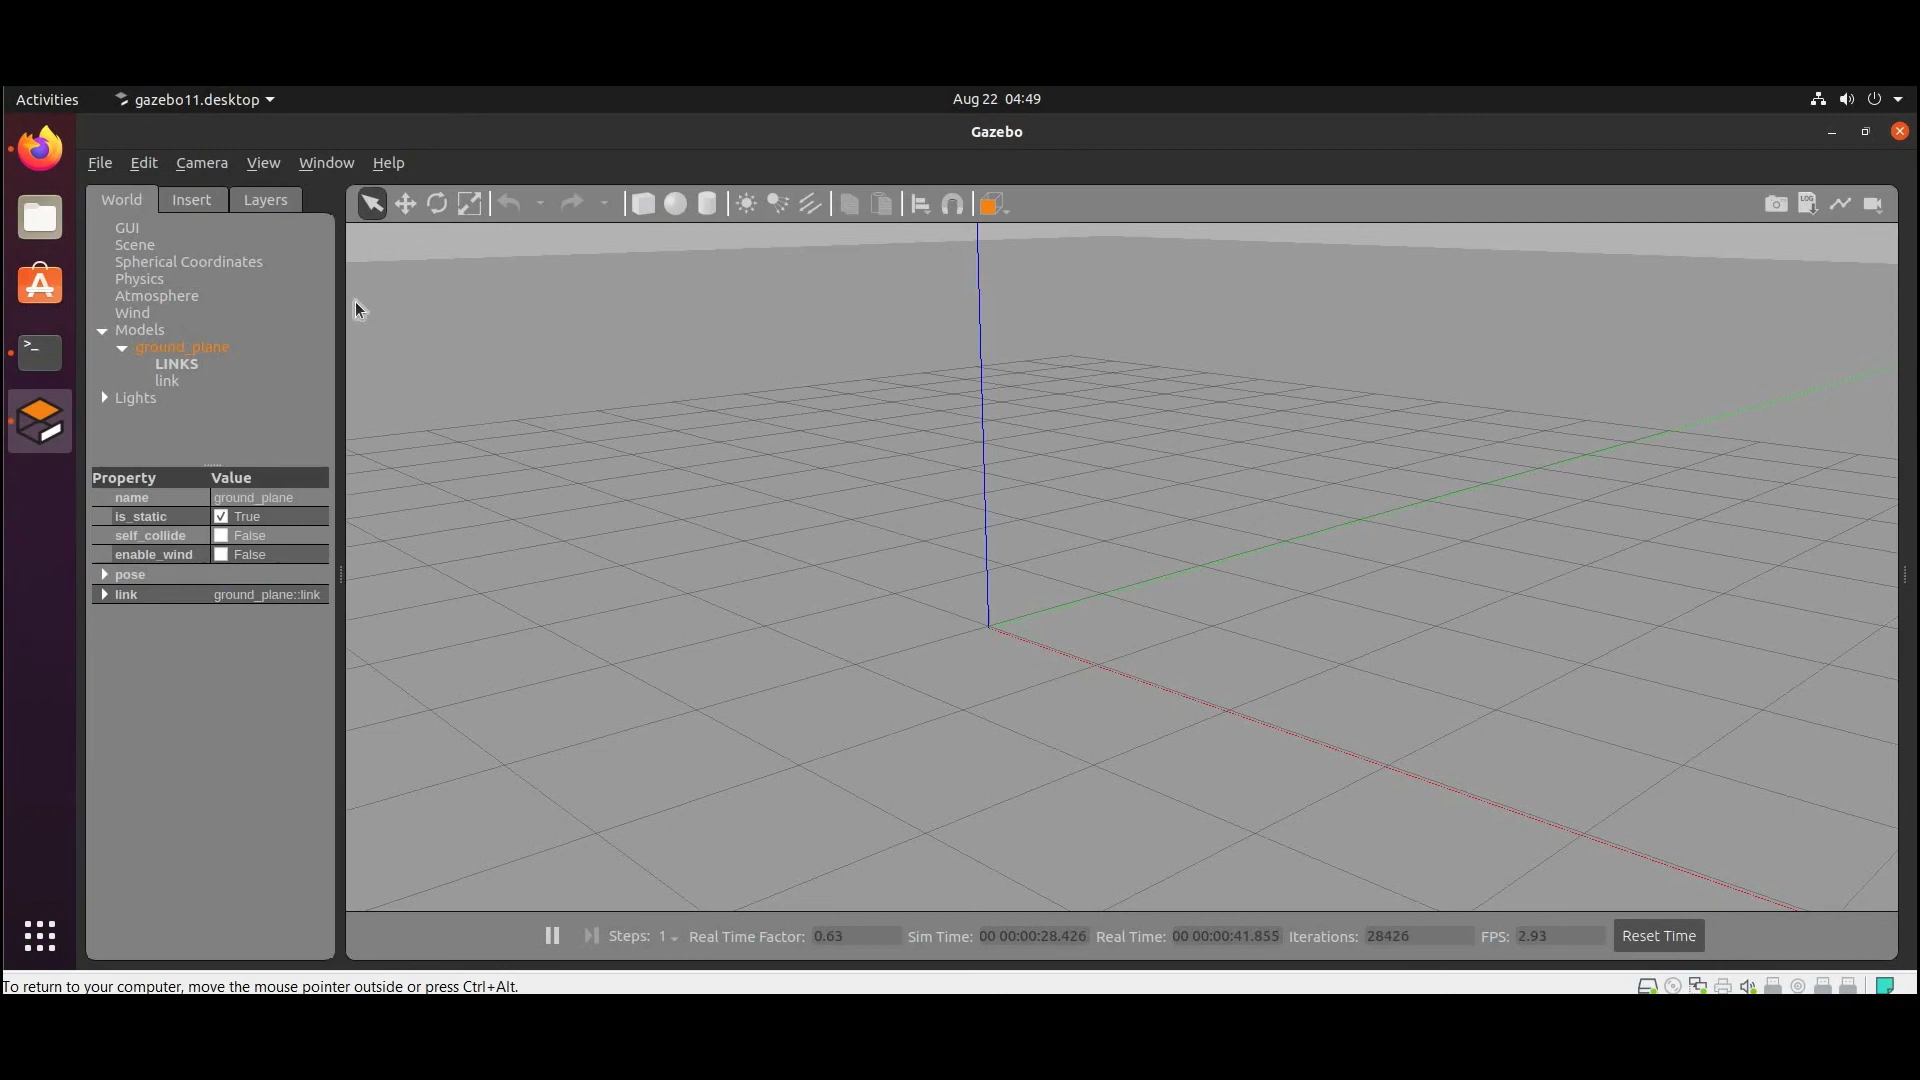 Activities gazebo11.desktop Aug 22 04:49
Gazebo
File Edit Camera View Window Help
World Insert Layers
LOG
GUI
Scene
Spherical Coordinates
Physics
Atmosphere
Wind
Models
ground_plane
LINKS
link
Lights
Property Value
name ground_plane
is_static True
self_collide False
enable_wind False
pose
link ground_plane::link
Steps: 1 Real Time Factor: 0.63 Sim Time: 00 00:00:28.426 Real Time: 00 00:00:41.855 Iterations: 28426 FPS: 2.93 Reset Time
To return to your computer, move the mouse pointer outside or press Ctrl+Alt.